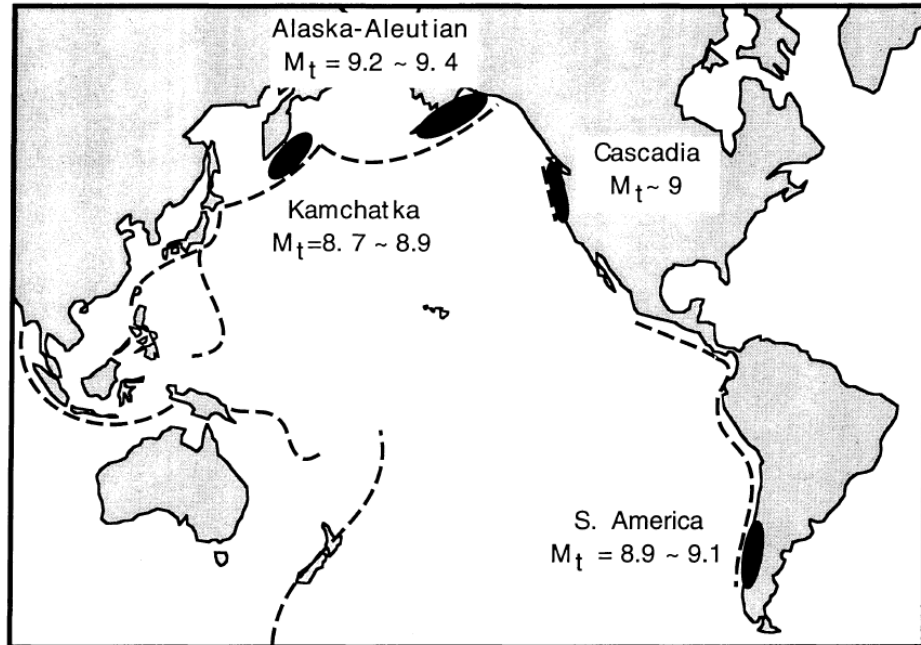 Alaska-Aleutian
Mt = 9.2 ~ 9. 4
Cascadia
Mt~ 9
Kamchatka
Mt=8. 7 ~ 8.9
S. America
Mt = 8.9 ~ 9.1